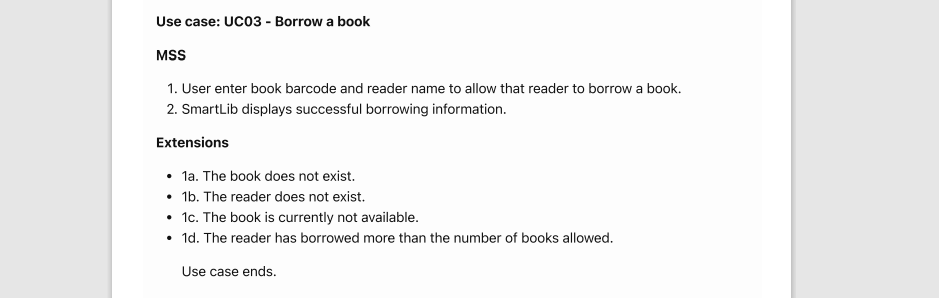 Use case: UC03 - Borrow a book
MSS
1. User enter book barcode and reader name to allow that reader to borrow a book.
2. SmartLib displays successful borrowing information.
Extensions
• 1a. The book does not exist.
• 1b. The reader does not exist.
• 1c. The book is currently not available.
• 1d. The reader has borrowed more than the number of books allowed.
Use case ends.